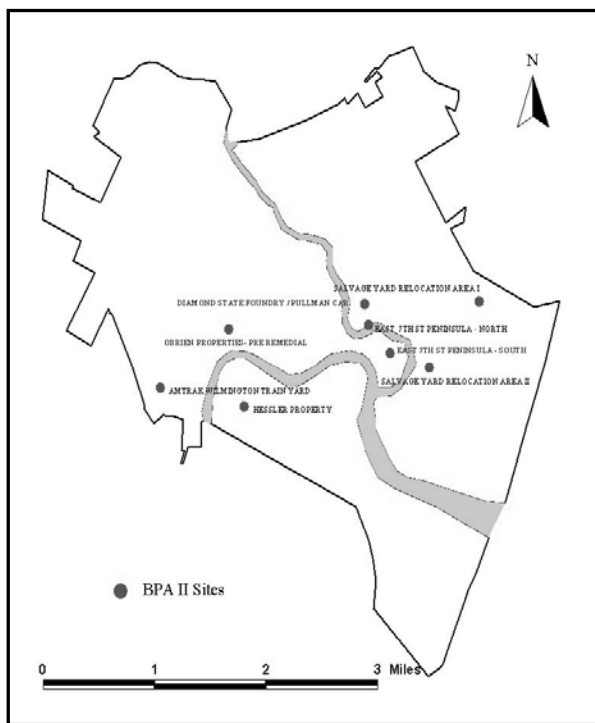 N
SALVAGE YARD RELOCATION AREA I
DIAMOND STATE FOUNDRY / PULLMAN CAR
EAST 7TH ST PENINSULA - NORTH
OBRIEN PROPERTIES- PRE REMEDIAL
EAST 7TH ST PENINSULA - SOUTH
SALVAGE YARD RELOCATION AREA II
AMTRAK WILMINGTON TRAIN YARD
HESSLER PROPERTY
BPA II Sites
0 1 2 3 Miles